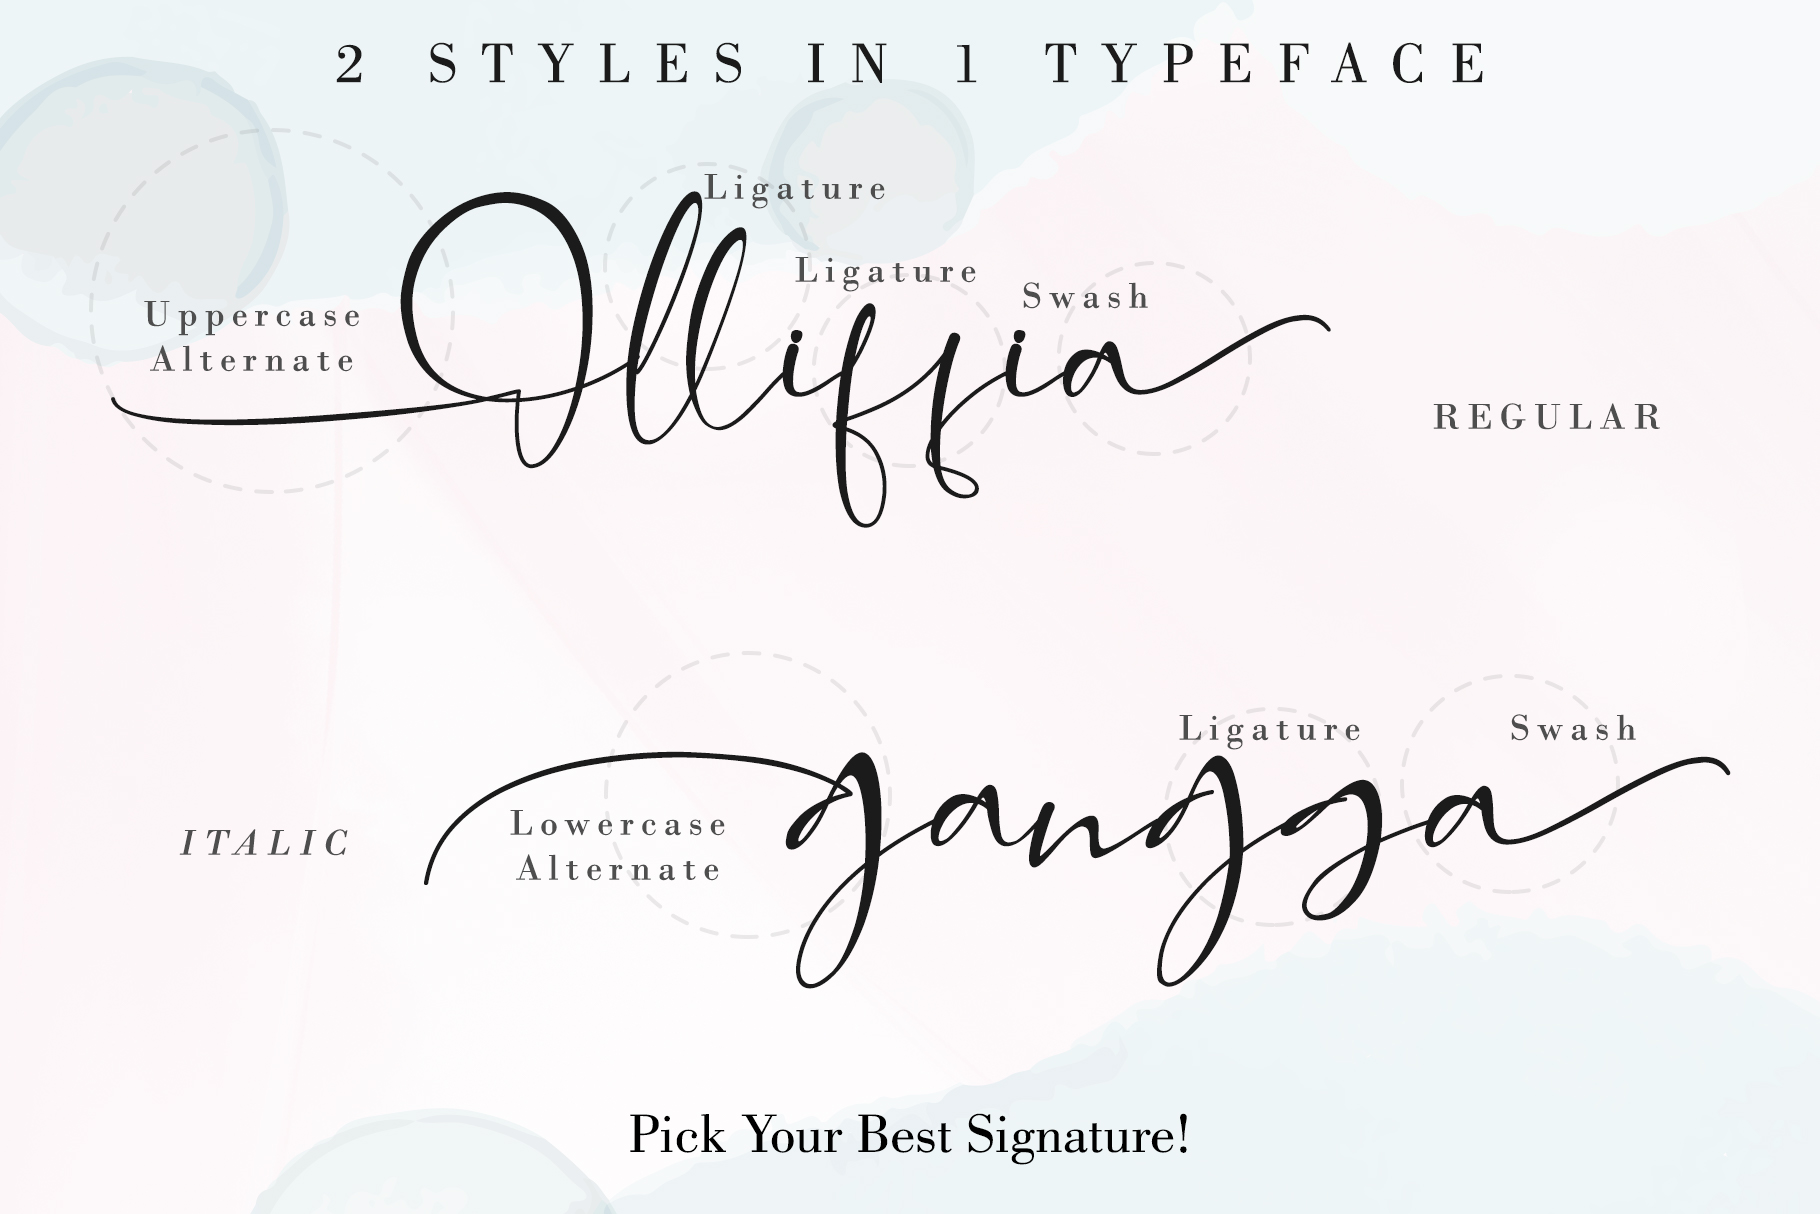 2 STYLES IN 1 TYPEFACE
Ligature
Ligature
Swash
Uppercase
Alternate
Olliffia
REGULAR
Ligature
Swash
gangga
Lowercase
Alternate
ITALIC
Pick Your Best Signature!